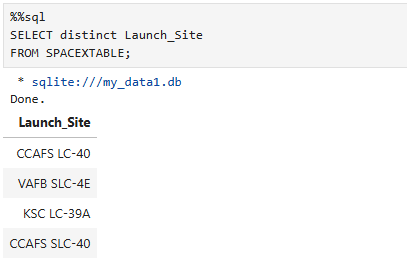 %%sql
SELECT distinct Launch_Site
FROM SPACEXTABLE;
* sqlite:///my_data1.db
Done.
Launch_Site
CCAFS LC-40
VAFB SLC-4E
KSC LC-39A
CCAFS SLC-40